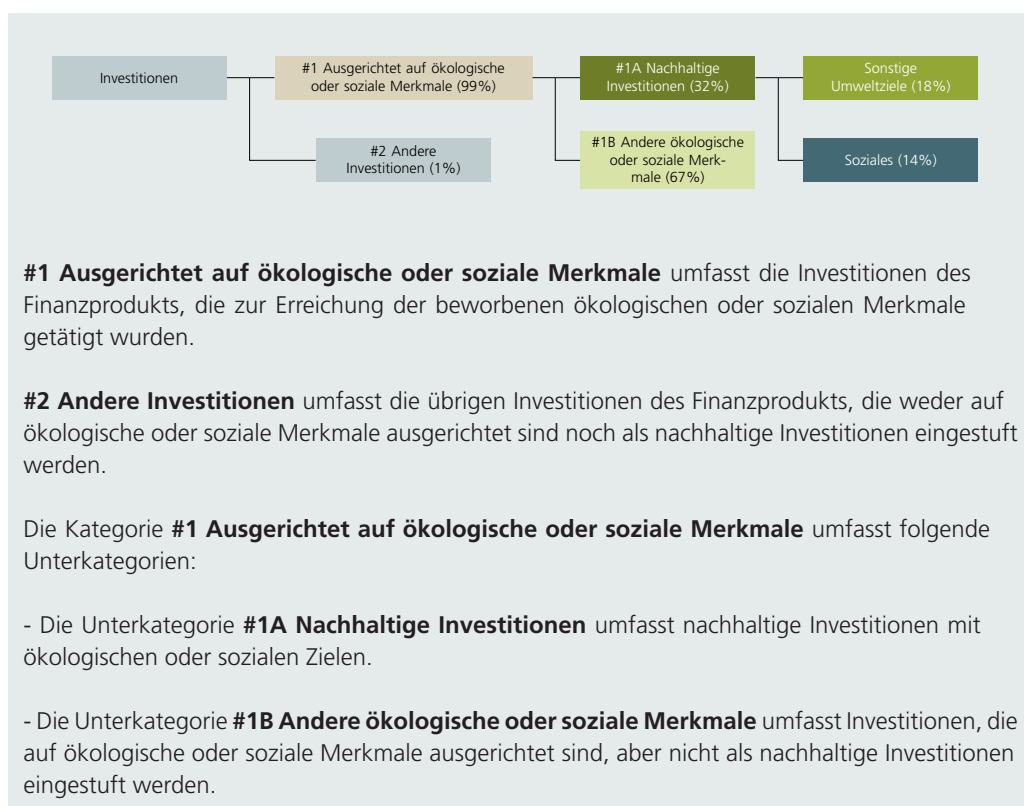 Investitionen
#1 Ausgerichtet auf ökologische
oder soziale Merkmale (99%)
#1A Nachhaltige
Investitionen (32%)
Sonstige
Umweltziele (18%)
#2 Andere
Investitionen (1%)
#1B Andere ökologische
oder soziale Merk-
male (67%)
Soziales (14%)
#1 Ausgerichtet auf ökologische oder soziale Merkmale umfasst die Investitionen des
Finanzprodukts, die zur Erreichung der beworbenen ökologischen oder sozialen Merkmale
getätigt wurden.
#2 Andere Investitionen umfasst die übrigen Investitionen des Finanzprodukts, die weder auf
ökologische oder soziale Merkmale ausgerichtet sind noch als nachhaltige Investitionen eingestuft
werden.
Die Kategorie #1 Ausgerichtet auf ökologische oder soziale Merkmale umfasst folgende
Unterkategorien:
- Die Unterkategorie #1A Nachhaltige Investitionen umfasst nachhaltige Investitionen mit
ökologischen oder sozialen Zielen.
- Die Unterkategorie #1B Andere ökologische oder soziale Merkmale umfasst Investitionen, die
auf ökologische oder soziale Merkmale ausgerichtet sind, aber nicht als nachhaltige Investitionen
eingestuft werden.